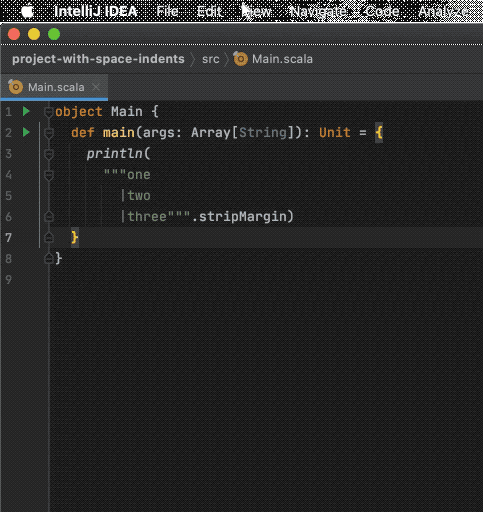 IntelliJ IDEA File Edit View Navigate Code Analyze
project-with-space-indents src Main.scala
Main.scala
1 object Main {
2   def main(args: Array[String]): Unit = {
3     println(
4       """one
5         |two
6         |three""".stripMargin)
7   }
8 }
9